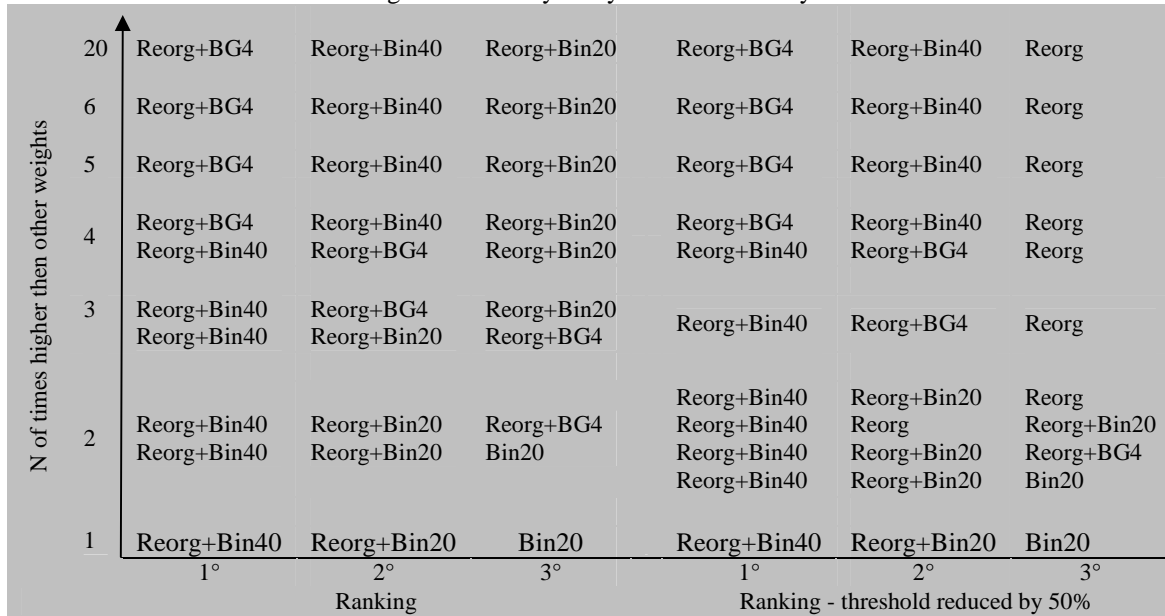 20 Reorg+BG4 Reorg+Bin40 Reorg+Bin20 Reorg+BG4 Reorg+Bin40 Reorg
6 Reorg+BG4 Reorg+Bin40 Reorg+Bin20 Reorg+BG4 Reorg+Bin40 Reorg
5 Reorg+BG4 Reorg+Bin40 Reorg+Bin20 Reorg+BG4 Reorg+Bin40 Reorg
4
Reorg+BG4 Reorg+Bin40 Reorg+Bin20 Reorg+BG4 Reorg+Bin40 Reorg
Reorg+Bin40 Reorg+BG4 Reorg+Bin20 Reorg+Bin40 Reorg+BG4 Reorg
3
Reorg+Bin40 Reorg+BG4 Reorg+Bin20
Reorg+Bin40 Reorg+Bin20 Reorg+BG4
Reorg+Bin40 Reorg+BG4 Reorg
2
Reorg+Bin40 Reorg+Bin20 Reorg+BG4
Reorg+Bin40 Reorg+Bin20 Bin20
Reorg+Bin40 Reorg+Bin20 Reorg
Reorg+Bin40 Reorg Reorg+Bin20
Reorg+Bin40 Reorg+Bin20 Reorg+BG4
Reorg+Bin40 Reorg+Bin20 Bin20
1 Reorg+Bin40 Reorg+Bin20 Bin20 Reorg+Bin40 Reorg+Bin20 Bin20
1° 2° 3° 1° 2° 3°
Ranking Ranking - threshold reduced by 50%
N of times higher then other weights